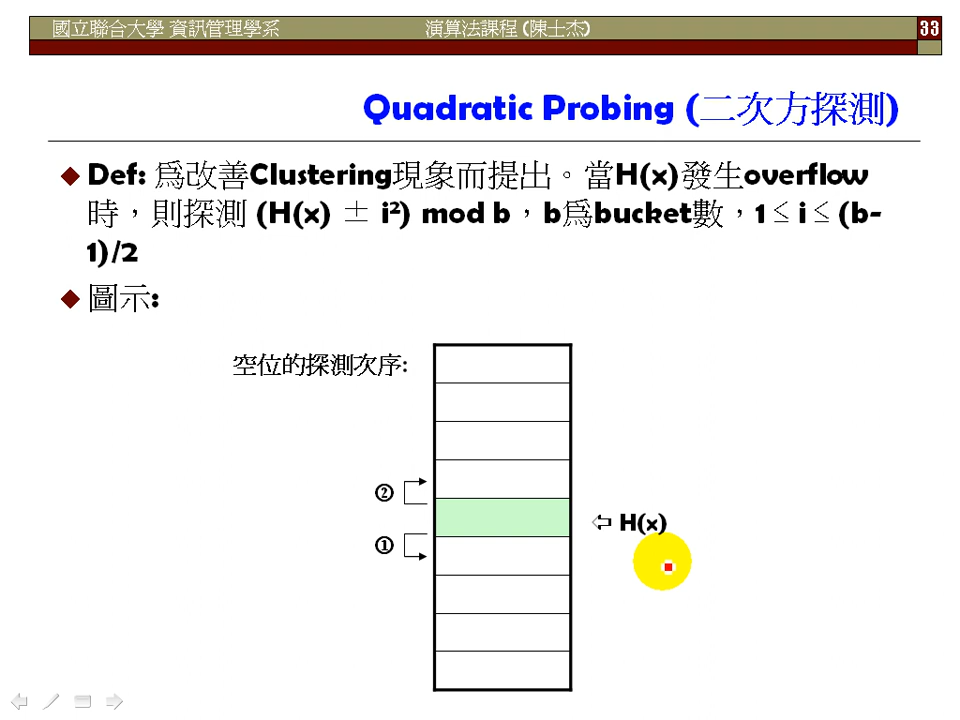 國立聯合大學 資訊管理學系 演算法課程 (陳士杰) 33
Quadratic Probing (二次方探測)
Def: 為改善Clustering現象而提出。當H(x)發生overflow
時，則探測 (H(x) ± i²) mod b，b為bucket數，1 ≤ i ≤ (b-
1)/2
圖示:
空位的探測次序:
②
⇦ H(x)
①